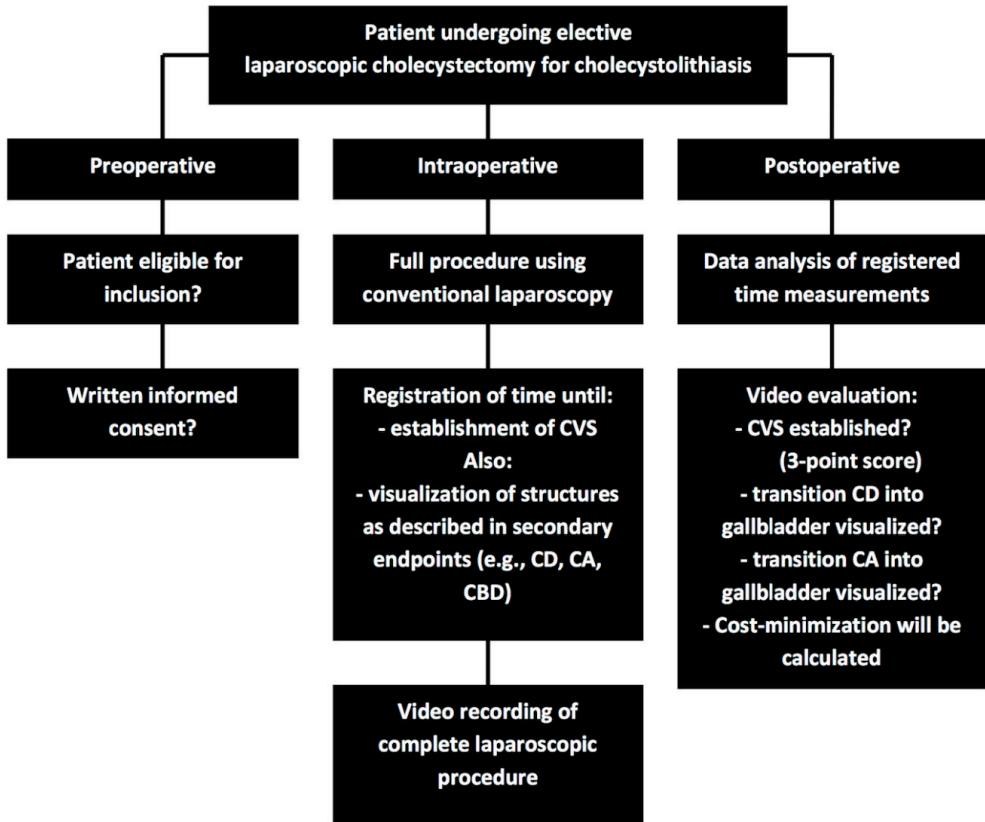 Patient undergoing elective
laparoscopic cholecystectomy for cholecystolithiasis
Preoperative
Patient eligible for
inclusion?
Written informed
consent?
Intraoperative
Full procedure using
conventional laparoscopy
Registration of time until:
- establishment of CVS
Also:
- visualization of structures
as described in secondary
endpoints (e.g., CD, CA,
CBD)
Video recording of
complete laparoscopic
procedure
Postoperative
Data analysis of registered
time measurements
Video evaluation:
- CVS established?
(3-point score)
- transition CD into
gallbladder visualized?
- transition CA into
gallbladder visualized?
- Cost-minimization will be
calculated